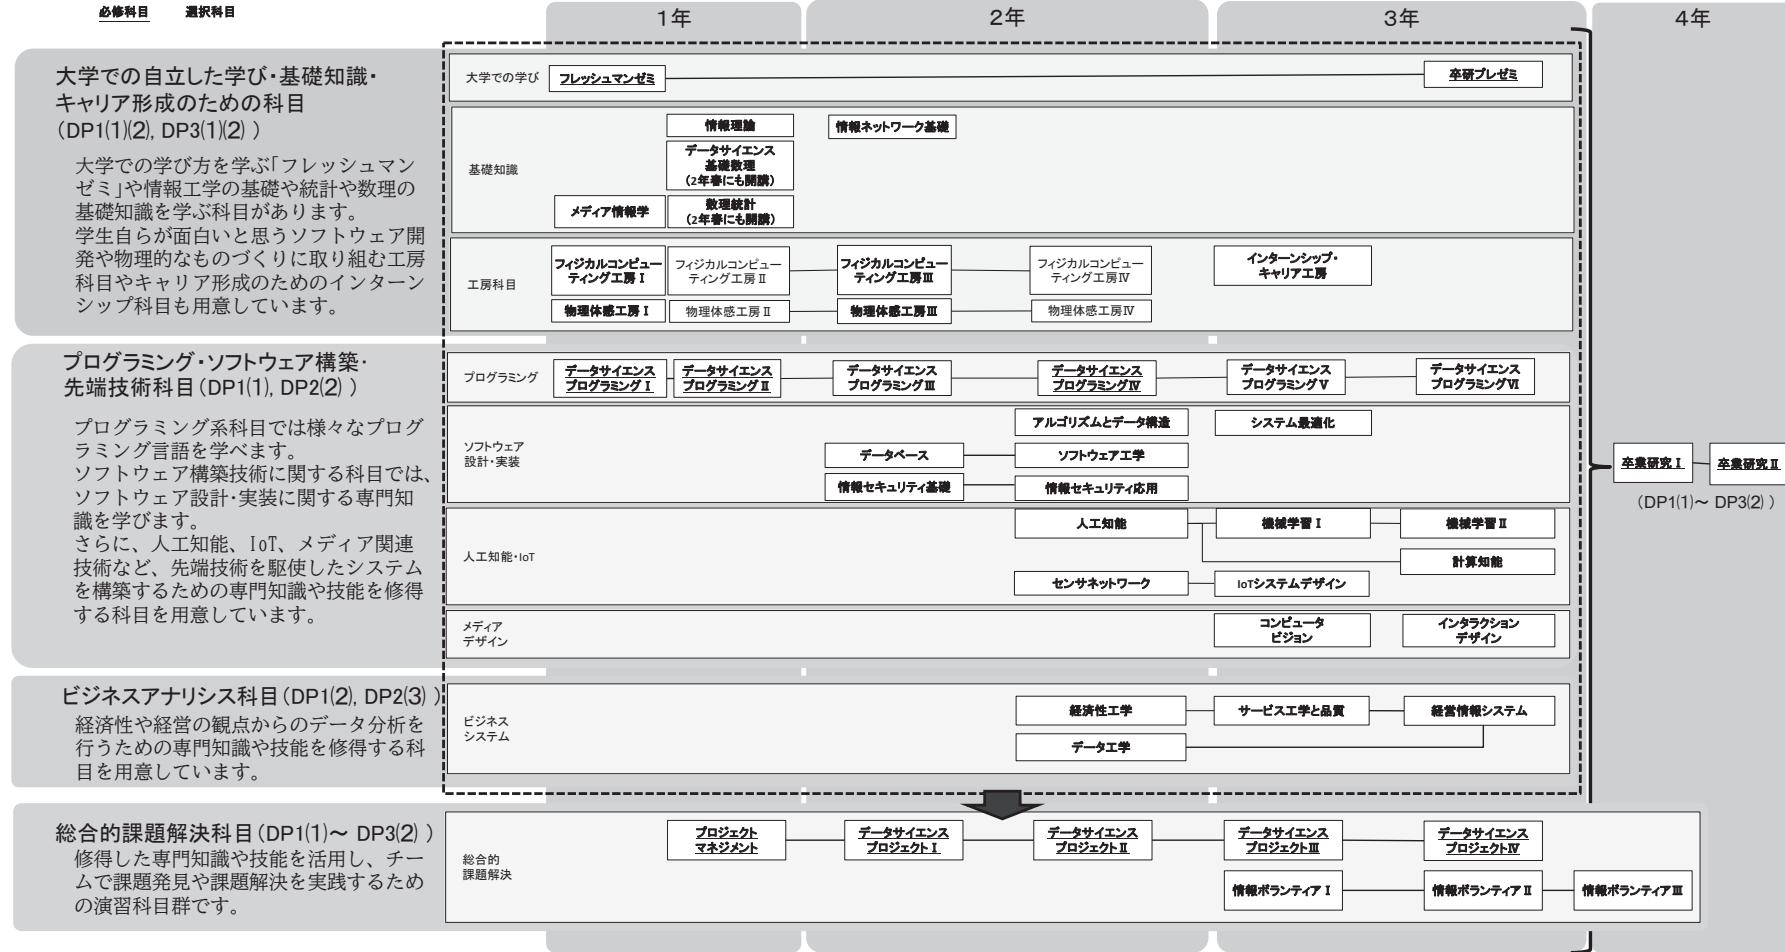 必修科目 選択科目
1年 2年 3年 4年
大学での自立した学び・基礎知識・
キャリア形成のための科目
（DP1(1)(2), DP3(1)(2) ）
大学での学び方を学ぶ「フレッシュマン
ゼミ」や情報工学の基礎や統計や数理の
基礎知識を学ぶ科目があります。
学生自らが面白いと思うソフトウェア開
発や物理的なものづくりに取り組む工房
科目やキャリア形成のためのインターン
シップ科目も用意しています。
大学での学び
フレッシュマンゼミ
卒研プレゼミ
基礎知識
情報理論
情報ネットワーク基礎
データサイエンス
基礎数理
（2年春にも開講）
メディア情報学
数理統計
（2年春にも開講）
工房科目
フィジカルコンピュー
ティング工房Ⅰ
フィジカルコンピュー
ティング工房Ⅱ
フィジカルコンピュー
ティング工房Ⅲ
フィジカルコンピュー
ティング工房Ⅳ
インターンシップ・
キャリア工房
物理体感工房Ⅰ
物理体感工房Ⅱ
物理体感工房Ⅲ
物理体感工房Ⅳ
プログラミング・ソフトウェア構築・
先端技術科目（DP1(1), DP2(2) ）
プログラミング系科目では様々なプログ
ラミング言語を学べます。
ソフトウェア構築技術に関する科目では、
ソフトウェア設計・実装に関する専門知
識を学びます。
さらに、人工知能、IoT、メディア関連
技術など、先端技術を駆使したシステム
を構築するための専門知識や技能を修得
する科目を用意しています。
プログラミング
データサイエンス
プログラミングⅠ
データサイエンス
プログラミングⅡ
データサイエンス
プログラミングⅢ
データサイエンス
プログラミングⅣ
データサイエンス
プログラミングⅤ
データサイエンス
プログラミングⅥ
ソフトウェア
設計・実装
アルゴリズムとデータ構造
システム最適化
データベース
ソフトウェア工学
情報セキュリティ基礎
情報セキュリティ応用
人工知能・IoT
人工知能
機械学習Ⅰ
機械学習Ⅱ
計算知能
センサネットワーク
IoTシステムデザイン
メディア
デザイン
コンピュータ
ビジョン
インタラクション
デザイン
卒業研究Ⅰ
卒業研究Ⅱ
（DP1(1)～ DP3(2) ）
ビジネスアナリシス科目（DP1(2), DP2(3) ）
経済性や経営の観点からのデータ分析を
行うための専門知識や技能を修得する科
目を用意しています。
ビジネス
システム
経済性工学
サービス工学と品質
経営情報システム
データ工学
総合的課題解決科目（DP1(1)～ DP3(2) ）
修得した専門知識や技能を活用し、チー
ムで課題発見や課題解決を実践するため
の演習科目群です。
総合的
課題解決
プロジェクト
マネジメント
データサイエンス
プロジェクトⅠ
データサイエンス
プロジェクトⅡ
データサイエンス
プロジェクトⅢ
データサイエンス
プロジェクトⅣ
情報ボランティアⅠ
情報ボランティアⅡ
情報ボランティアⅢ